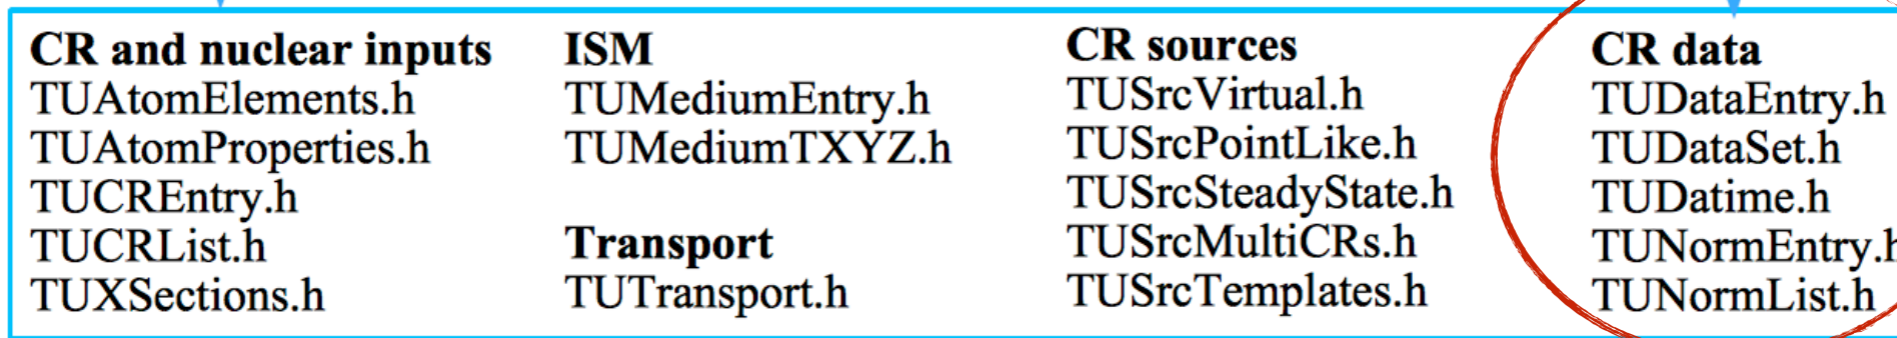 CR and nuclear inputs
TUAtomElements.h
TUAtomProperties.h
TUCREntry.h
TUCRList.h
TUXSections.h
ISM
TUMediumEntry.h
TUMediumTXYZ.h
Transport
TUTransport.h
CR sources
TUSrcVirtual.h
TUSrcPointLike.h
TUSrcSteadyState.h
TUSrcMultiCRs.h
TUSrcTemplates.h
CR data
TUDataEntry.h
TUDataSet.h
TUDatime.h
TUNormEntry.h
TUNormList.h